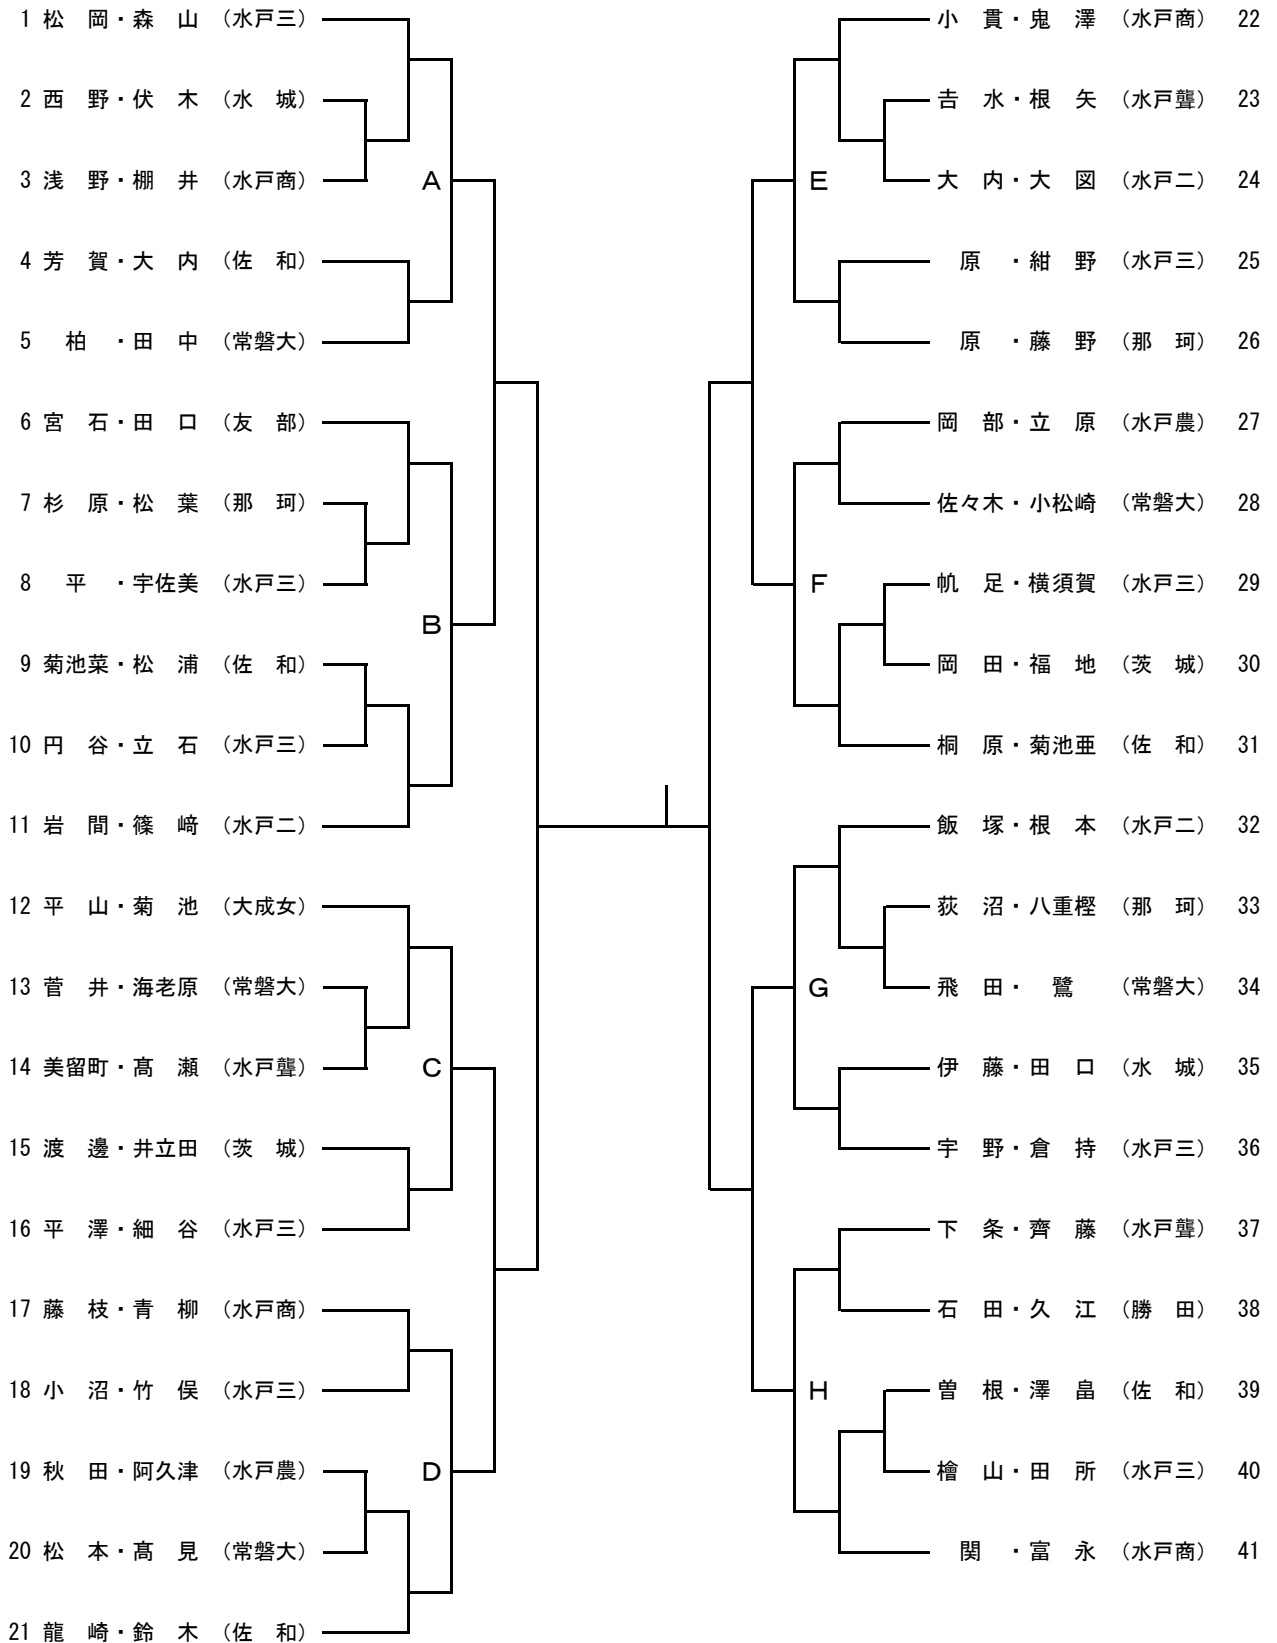 1 松　岡・森　山 （水戸三）
2 西　野・伏　木 （水　城）
3 浅　野・棚　井 （水戸商）
A
4 芳　賀・大　内 （佐　和）
5 　柏　・田　中 （常磐大）
6 宮　石・田　口 （友　部）
7 杉　原・松　葉 （那　珂）
8 　平　・宇佐美 （水戸三）
B
9 菊池菜・松　浦 （佐　和）
10 円　谷・立　石 （水戸三）
11 岩　間・篠　﨑 （水戸二）
12 平　山・菊　池 （大成女）
13 菅　井・海老原 （常磐大）
14 美留町・髙　瀬 （水戸聾）
C
15 渡　邊・井立田 （茨　城）
16 平　澤・細　谷 （水戸三）
17 藤　枝・青　柳 （水戸商）
18 小　沼・竹　俣 （水戸三）
19 秋　田・阿久津 （水戸農）
D
20 松　本・髙　見 （常磐大）
21 龍　崎・鈴　木 （佐　和）
小　貫・鬼　澤 （水戸商） 22
𠮷　水・根　矢 （水戸聾） 23
E
大　内・大　図 （水戸二） 24
　原　・紺　野 （水戸三） 25
　原　・藤　野 （那　珂） 26
岡　部・立　原 （水戸農） 27
佐々木・小松崎 （常磐大） 28
F
帆　足・横須賀 （水戸三） 29
岡　田・福　地 （茨　城） 30
桐　原・菊池亜 （佐　和） 31
飯　塚・根　本 （水戸二） 32
荻　沼・八重樫 （那　珂） 33
G
飛　田・　鷺　 （常磐大） 34
伊　藤・田　口 （水　城） 35
宇　野・倉　持 （水戸三） 36
下　条・齊　藤 （水戸聾） 37
石　田・久　江 （勝　田） 38
H
曽　根・澤　畠 （佐　和） 39
檜　山・田　所 （水戸三） 40
　関　・富　永 （水戸商） 41